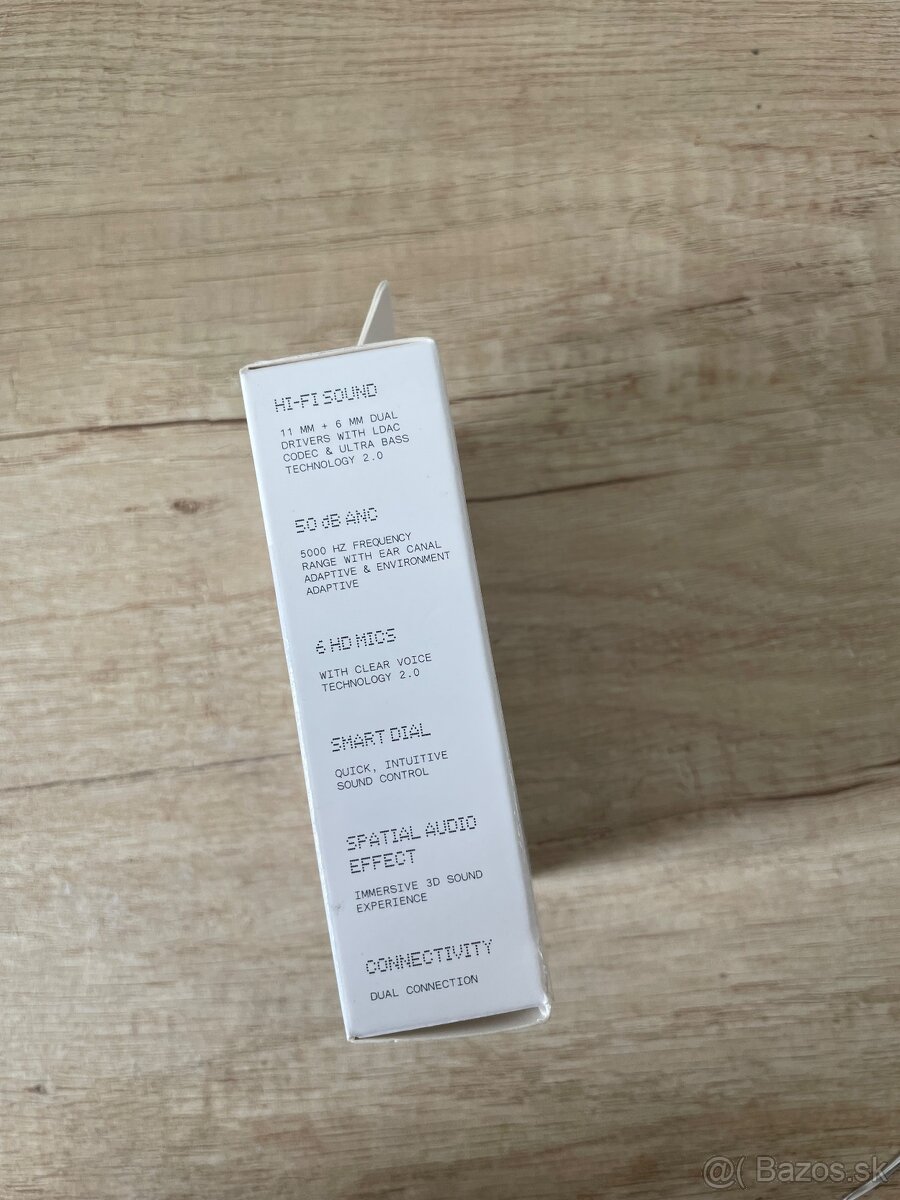 HI-FI SOUND
11 MM + 6 MM DUAL
DRIVERS WITH LDAC
CODEC & ULTRA BASS
TECHNOLOGY 2.0
50 dB ANC
5000 HZ FREQUENCY
RANGE WITH EAR CANAL
ADAPTIVE & ENVIRONMENT
ADAPTIVE
6 HD MICS
WITH CLEAR VOICE
TECHNOLOGY 2.0
SMART DIAL
QUICK, INTUITIVE
SOUND CONTROL
SPATIAL AUDIO
EFFECT
IMMERSIVE 3D SOUND
EXPERIENCE
CONNECTIVITY
DUAL CONNECTION
@( Bazos.sk